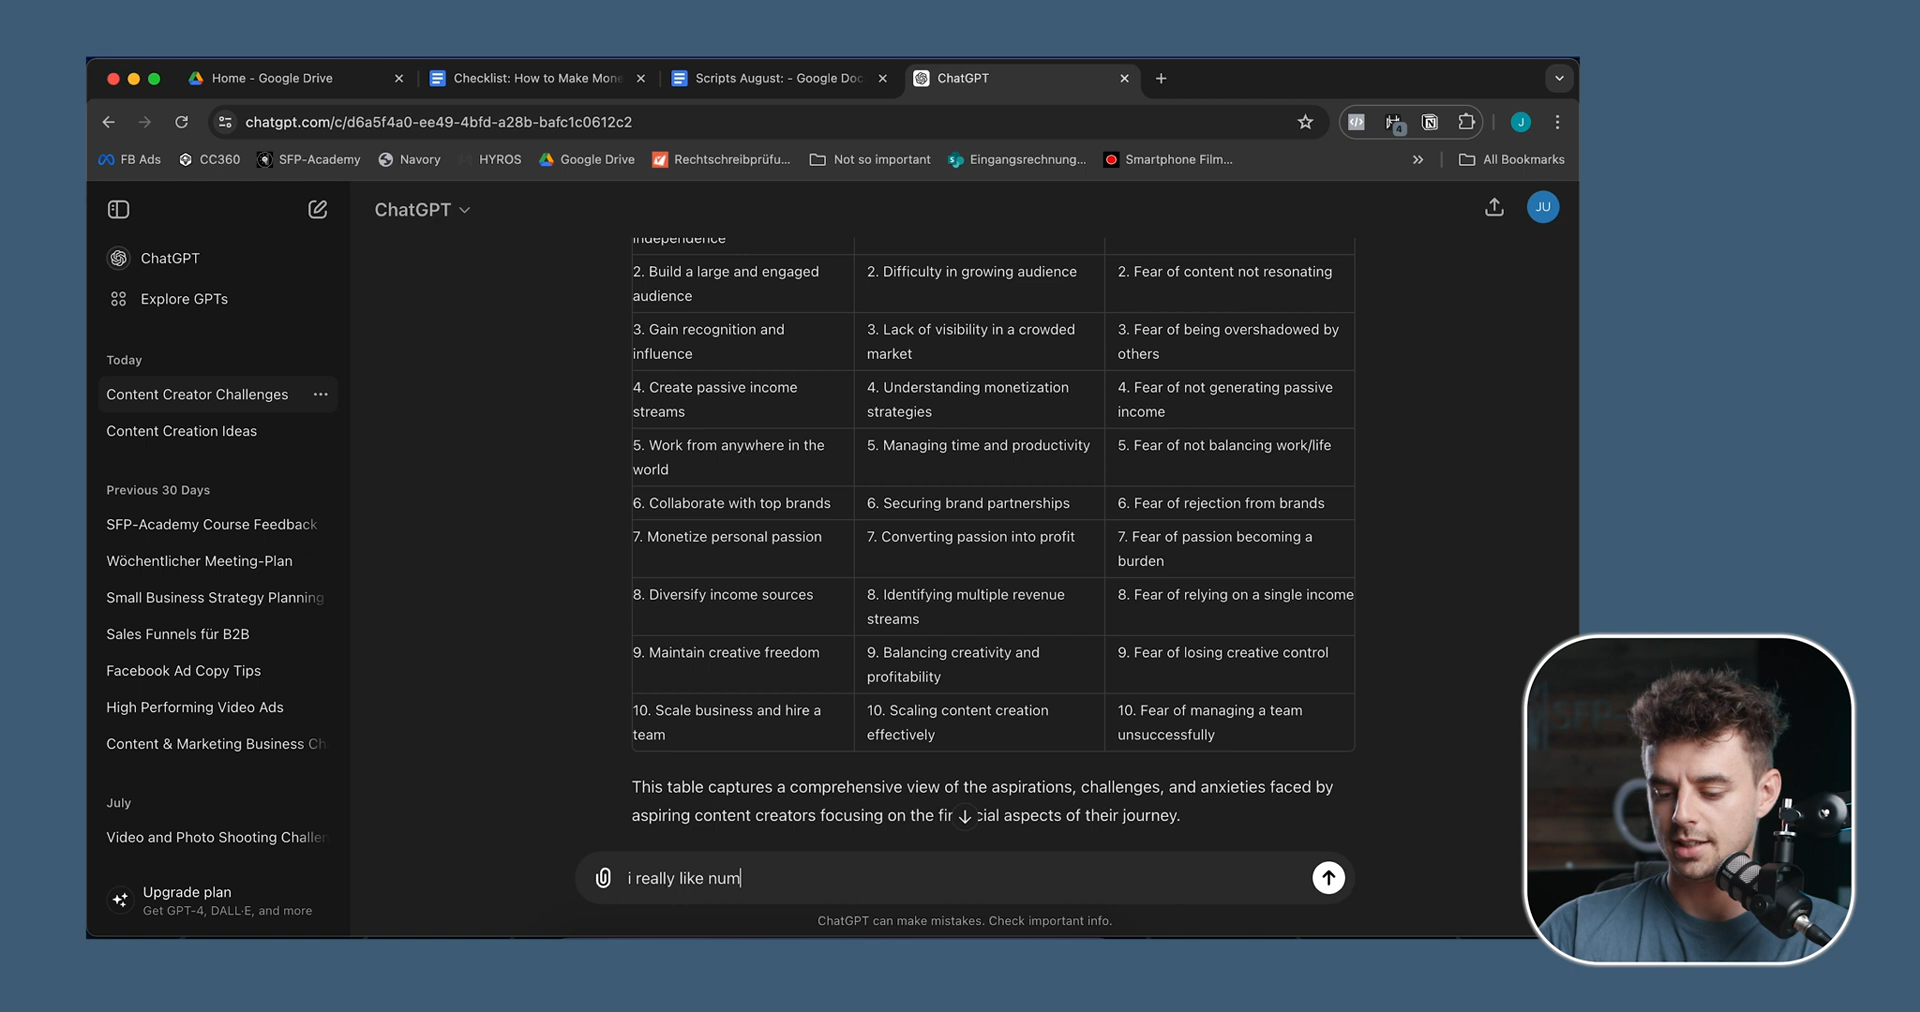 Home - Google Drive
Checklist: How to Make Mone
Scripts August: - Google Doc
ChatGPT
chatgpt.com/c/d6a5f4a0-ee49-4bfd-a28b-bafc1c0612c2
4
J
FB Ads
CC360
SFP-Academy
Navory
HYROS
Google Drive
Rechtschreibprüfu...
Not so important
Eingangsrechnung...
Smartphone Film...
All Bookmarks
ChatGPT
JU
ChatGPT
Explore GPTs
Today
Content Creator Challenges
Content Creation Ideas
Previous 30 Days
SFP-Academy Course Feedback
Wöchentlicher Meeting-Plan
Small Business Strategy Planning
Sales Funnels für B2B
Facebook Ad Copy Tips
High Performing Video Ads
Content & Marketing Business Ch
July
Video and Photo Shooting Challen
Upgrade plan
Get GPT-4, DALL·E, and more
independence
2. Build a large and engaged
audience
2. Difficulty in growing audience
2. Fear of content not resonating
3. Gain recognition and
influence
3. Lack of visibility in a crowded
market
3. Fear of being overshadowed by
others
4. Create passive income
streams
4. Understanding monetization
strategies
4. Fear of not generating passive
income
5. Work from anywhere in the
world
5. Managing time and productivity
5. Fear of not balancing work/life
6. Collaborate with top brands
6. Securing brand partnerships
6. Fear of rejection from brands
7. Monetize personal passion
7. Converting passion into profit
7. Fear of passion becoming a
burden
8. Diversify income sources
8. Identifying multiple revenue
streams
8. Fear of relying on a single income
9. Maintain creative freedom
9. Balancing creativity and
profitability
9. Fear of losing creative control
10. Scale business and hire a
team
10. Scaling content creation
effectively
10. Fear of managing a team
unsuccessfully
This table captures a comprehensive view of the aspirations, challenges, and anxieties faced by
aspiring content creators focusing on the fin cial aspects of their journey.
i really like num
ChatGPT can make mistakes. Check important info.